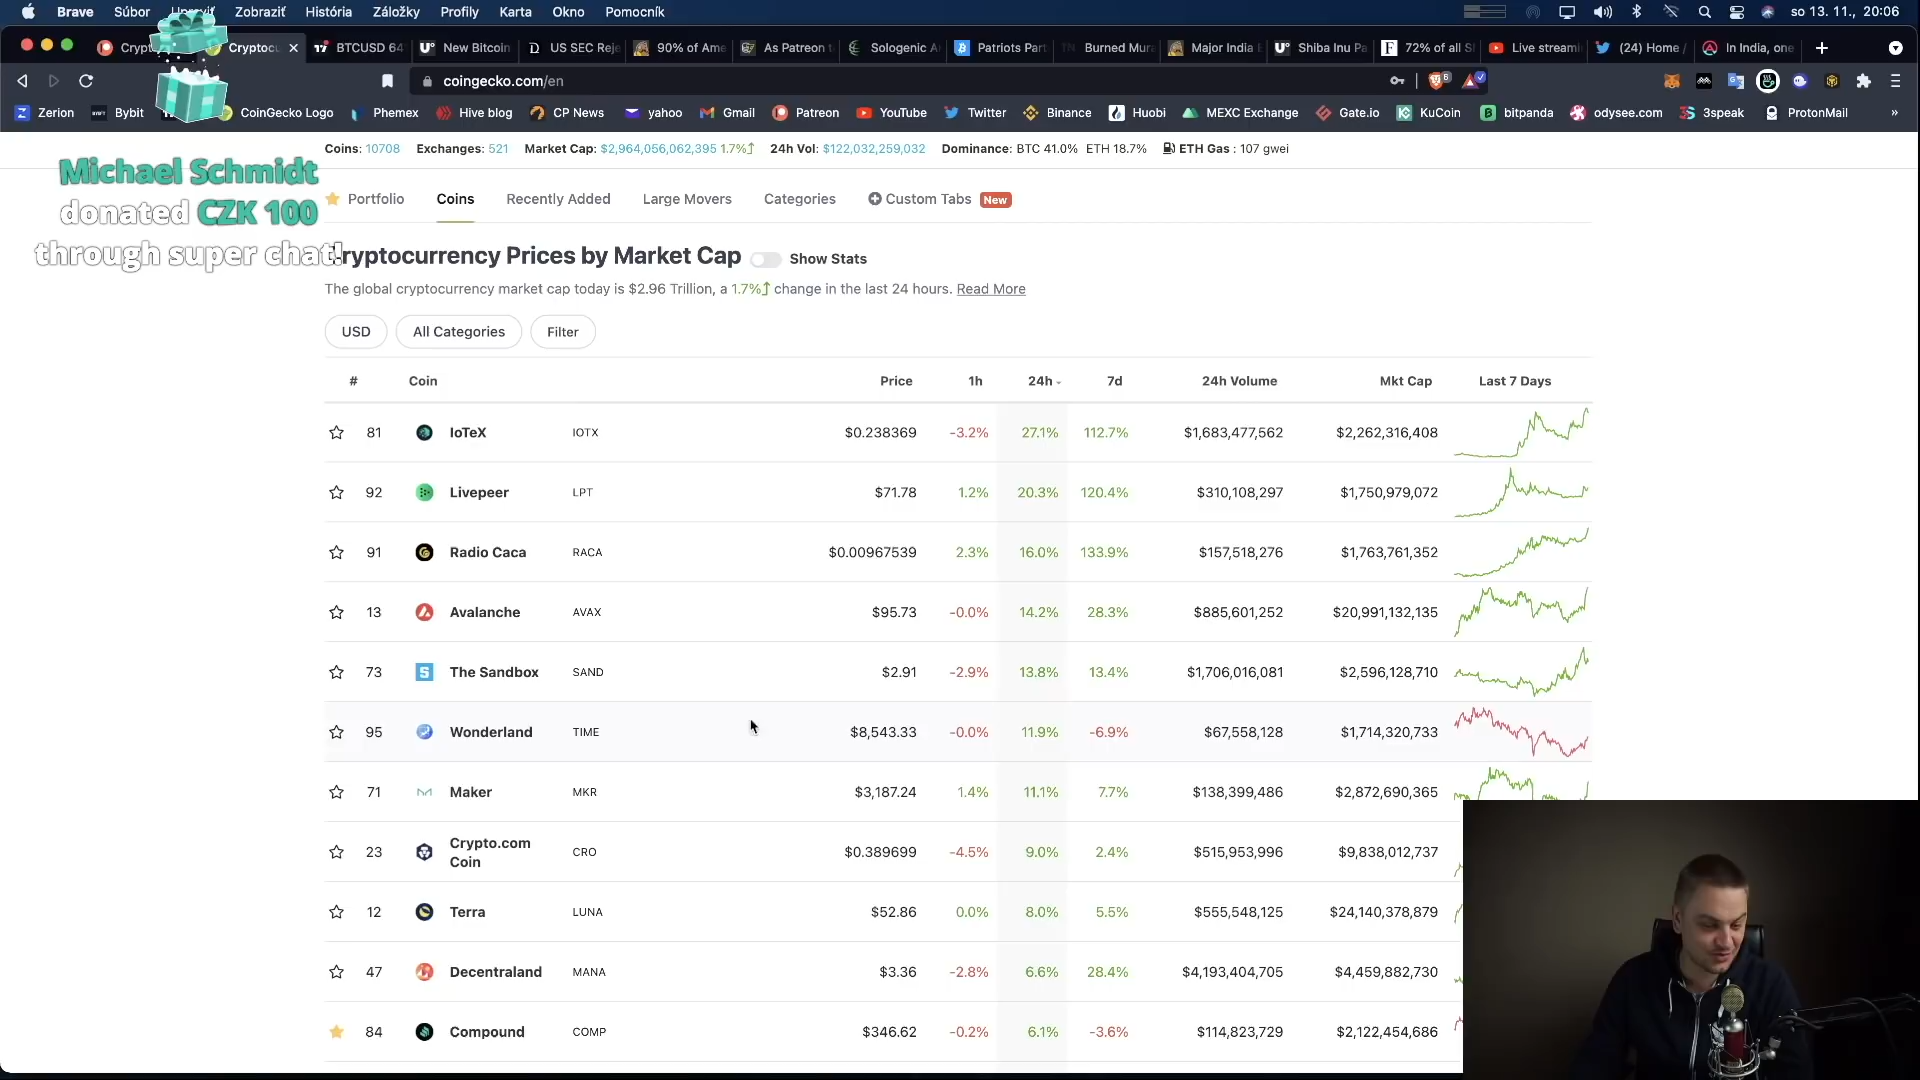 Brave Súbor Upraviť Zobraziť História Záložky Profily Karta Okno Pomocník so 13. 11., 20:06
Crypt Cryptocu BTCUSD 64 New Bitcoin US SEC Reje 90% of Ame As Patreon t Sologenic A Patriots Part Burned Mura Major India E Shiba Inu Pa 72% of all S Live streami (24) Home / In India, one
coingecko.com/en
Zerion Bybit CoinGecko Logo Phemex Hive blog CP News yahoo Gmail Patreon YouTube Twitter Binance Huobi MEXC Exchange Gate.io KuCoin bitpanda odysee.com 3speak ProtonMail »
Coins: 10708 Exchanges: 521 Market Cap: $2,964,056,062,395 1.7% 24h Vol: $122,032,259,032 Dominance: BTC 41.0% ETH 18.7% ETH Gas : 107 gwei
Michael Schmidt
donated CZK 100
through super chat!
Portfolio Coins Recently Added Large Movers Categories Custom Tabs New
ryptocurrency Prices by Market Cap Show Stats
The global cryptocurrency market cap today is $2.96 Trillion, a 1.7% change in the last 24 hours. Read More
USD All Categories Filter
# Coin Price 1h 24h 7d 24h Volume Mkt Cap Last 7 Days
81 IoTeX IOTX $0.238369 -3.2% 27.1% 112.7% $1,683,477,562 $2,262,316,408
92 Livepeer LPT $71.78 1.2% 20.3% 120.4% $310,108,297 $1,750,979,072
91 Radio Caca RACA $0.00967539 2.3% 16.0% 133.9% $157,518,276 $1,763,761,352
13 Avalanche AVAX $95.73 -0.0% 14.2% 28.3% $885,601,252 $20,991,132,135
73 The Sandbox SAND $2.91 -2.9% 13.8% 13.4% $1,706,016,081 $2,596,128,710
95 Wonderland TIME $8,543.33 -0.0% 11.9% -6.9% $67,558,128 $1,714,320,733
71 Maker MKR $3,187.24 1.4% 11.1% 7.7% $138,399,486 $2,872,690,365
23 Crypto.com Coin CRO $0.389699 -4.5% 9.0% 2.4% $515,953,996 $9,838,012,737
12 Terra LUNA $52.86 0.0% 8.0% 5.5% $555,548,125 $24,140,378,879
47 Decentraland MANA $3.36 -2.8% 6.6% 28.4% $4,193,404,705 $4,459,882,730
84 Compound COMP $346.62 -0.2% 6.1% -3.6% $114,823,729 $2,122,454,686